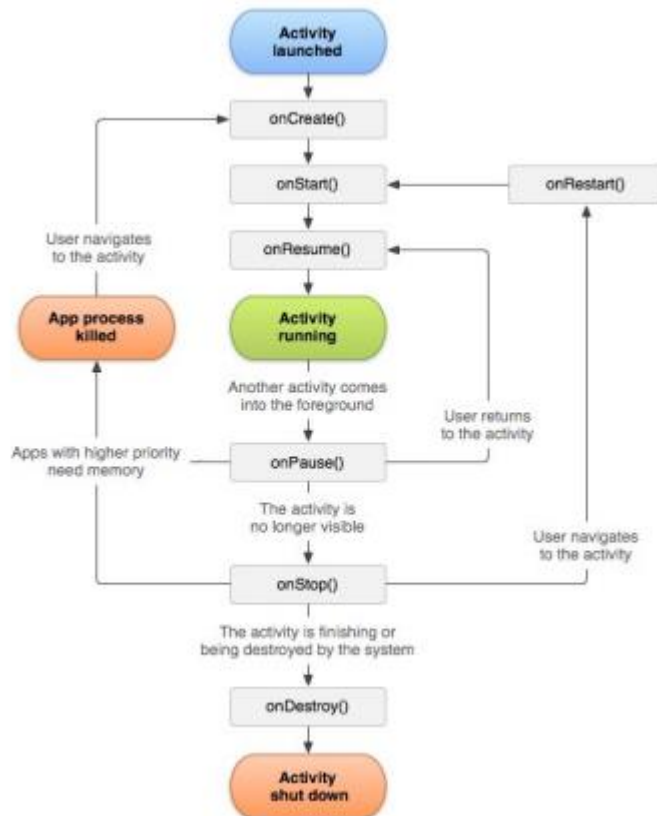 Activity
launched
onCreate()
onStart()
onRestart()
User navigates
to the activity
onResume()
App process
killed
Activity
running
Another activity comes
into the foreground
User returns
to the activity
Apps with higher priority
need memory
onPause()
The activity is
no longer visible
User navigates
to the activity
onStop()
The activity is finishing or
being destroyed by the system
onDestroy()
Activity
shut down